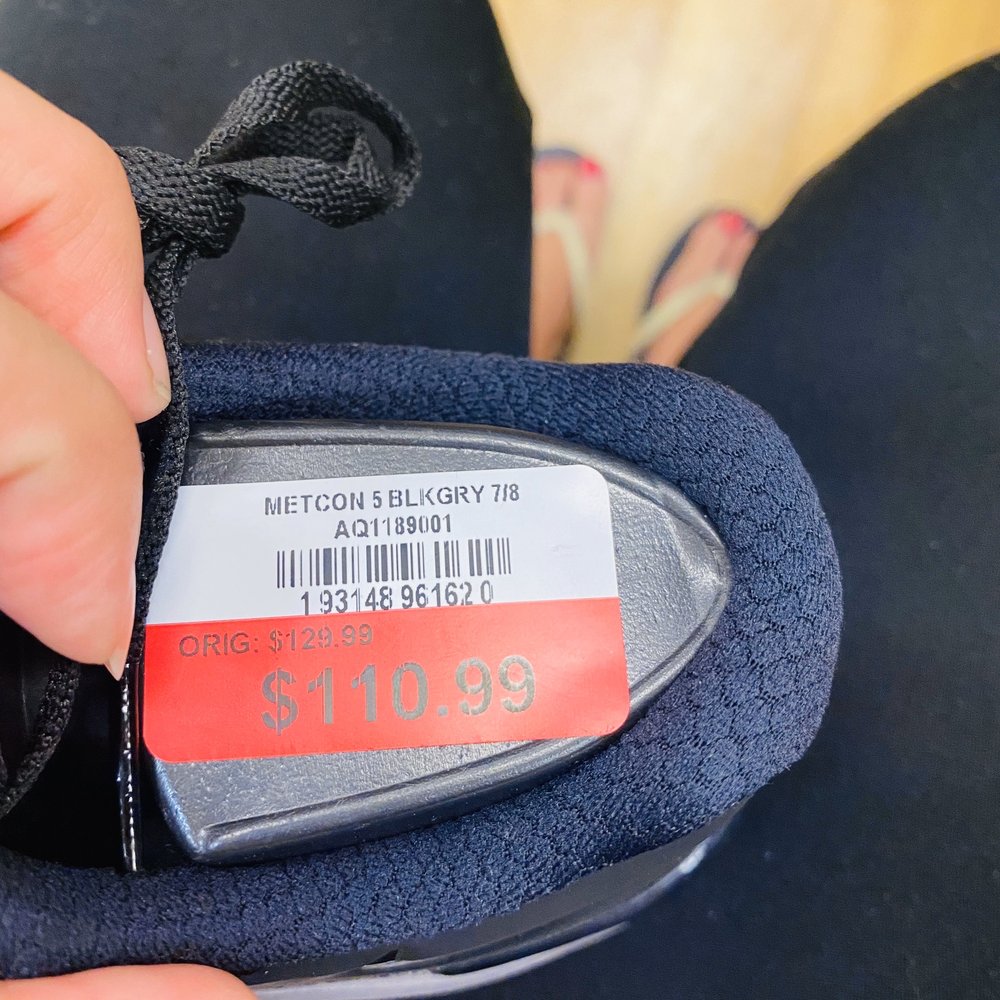 METCON 5 BLKGRY 7/8
AQ1189001
1 93148 96162 0
ORIG: $129.99
$110.99